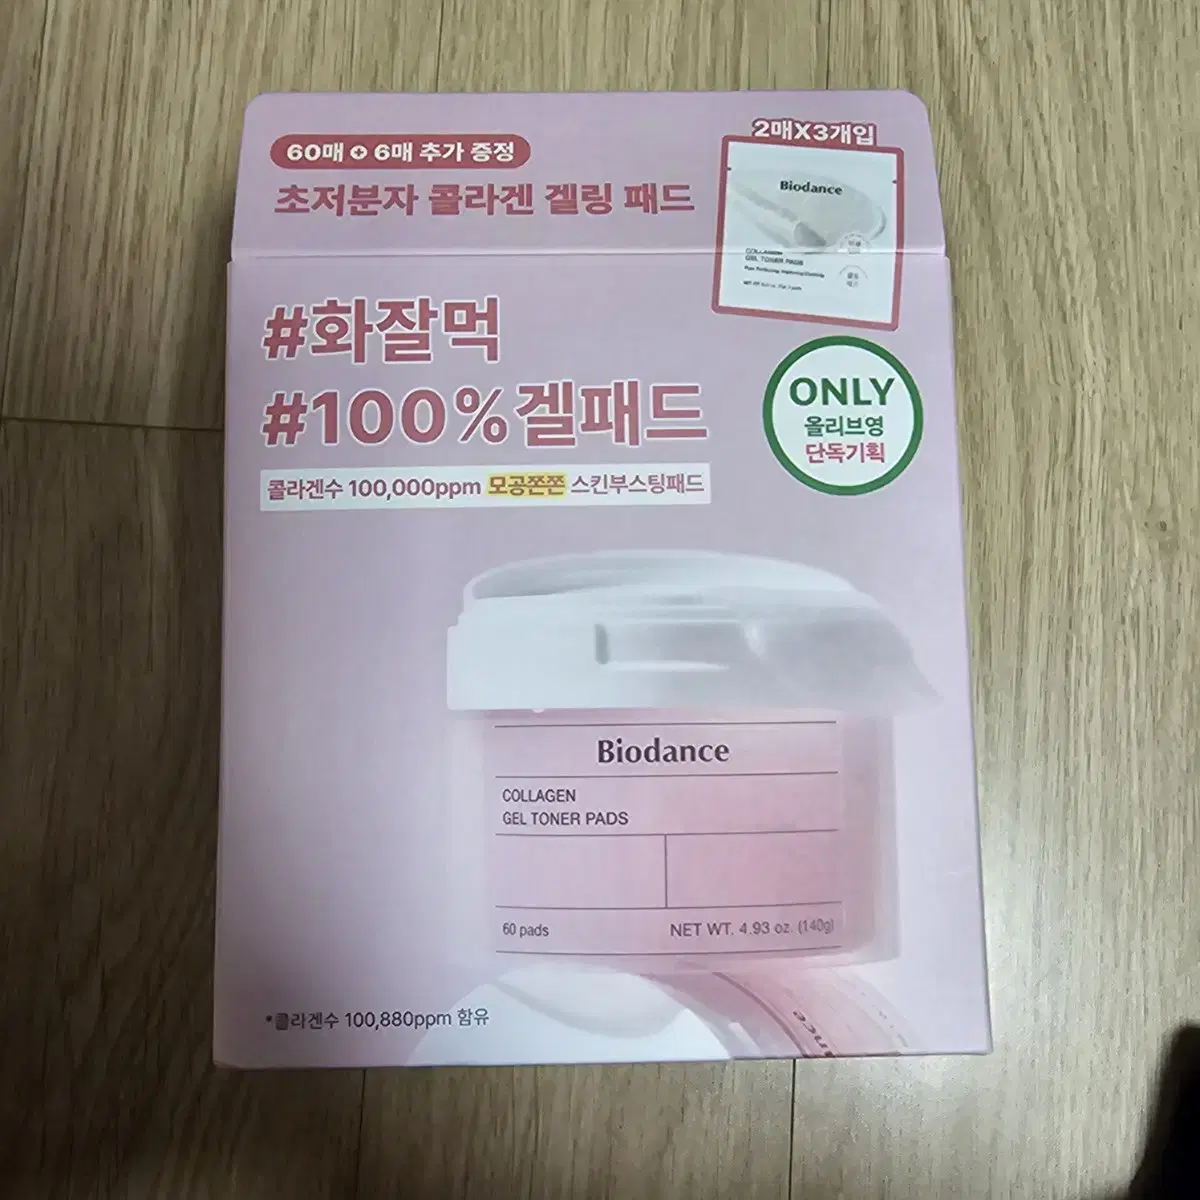 60매 + 6매 추가 증정
초저분자 콜라겐 겔링 패드
2매X3개입
Biodance
COLLAGEN
GEL TONER PADS
#화잘먹
#100%겔패드
콜라겐수 100,000ppm 모공쫀쫀 스킨부스팅패드
ONLY
올리브영
단독기획
Biodance
COLLAGEN
GEL TONER PADS
60 pads
NET WT. 4.93 oz. (140g)
*콜라겐수 100,880ppm 함유